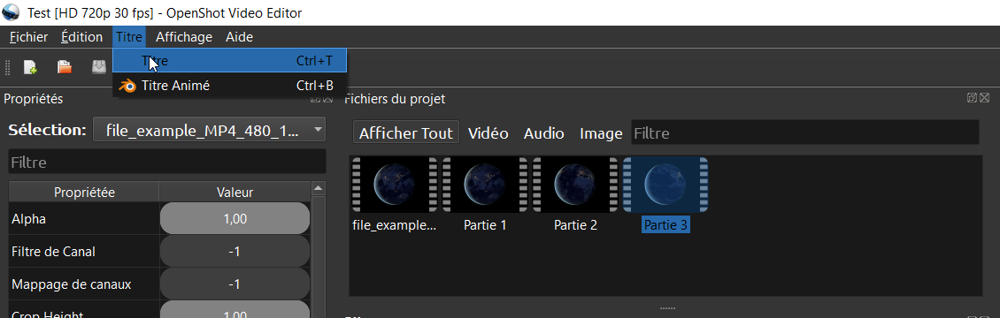 Test [HD 720p 30 fps] - OpenShot Video Editor
Fichier Édition Titre Affichage Aide
Titre Ctrl+T
Titre Animé Ctrl+B
Propriétés
Sélection: file_example_MP4_480_1...
Filtre
Propriétée Valeur
Alpha 1,00
Filtre de Canal -1
Mappage de canaux -1
Crop Height 1,00
Fichiers du projet
Afficher Tout Vidéo Audio Image Filtre
file_example... Partie 1 Partie 2 Partie 3